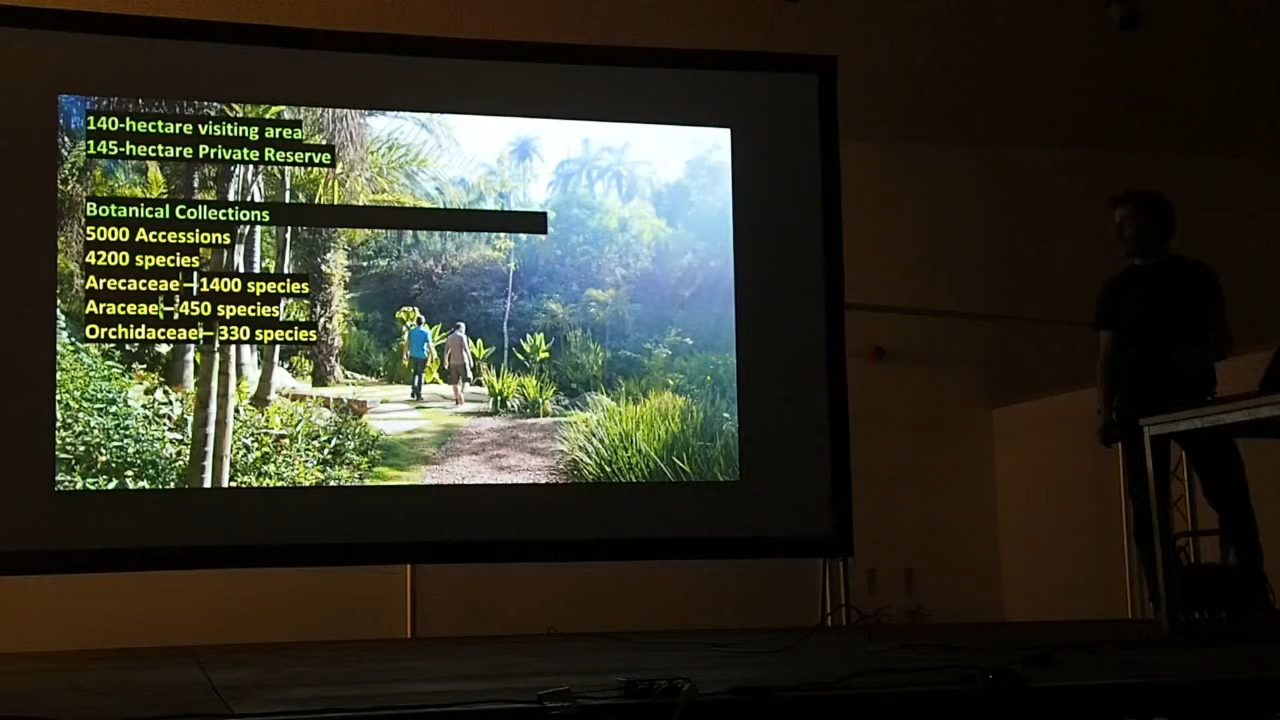 140-hectare visiting area
145-hectare Private Reserve
Botanical Collections
5000 Accessions
4200 species
Arecaceae – 1400 species
Araceae – 450 species
Orchidaceae – 330 species